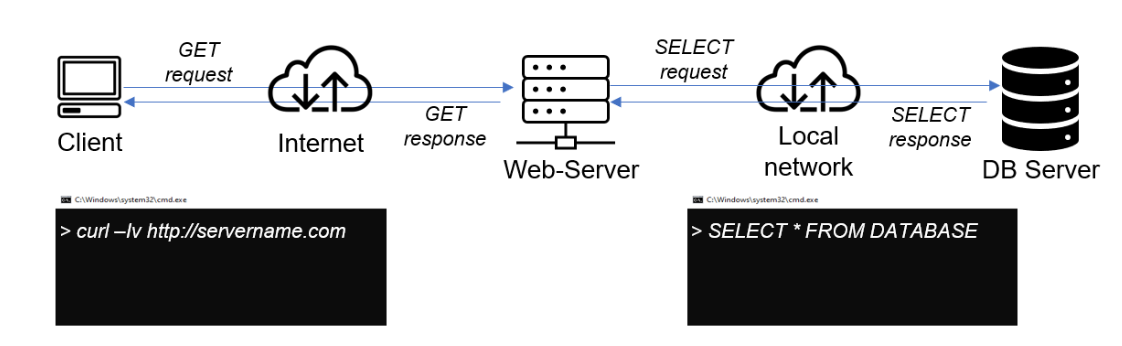 GET
request
SELECT
request
GET
response
SELECT
response
Client
Internet
Web-Server
Local
network
DB Server
C:\Windows\system32\cmd.exe
> curl –lv http://servername.com
C:\Windows\system32\cmd.exe
> SELECT * FROM DATABASE